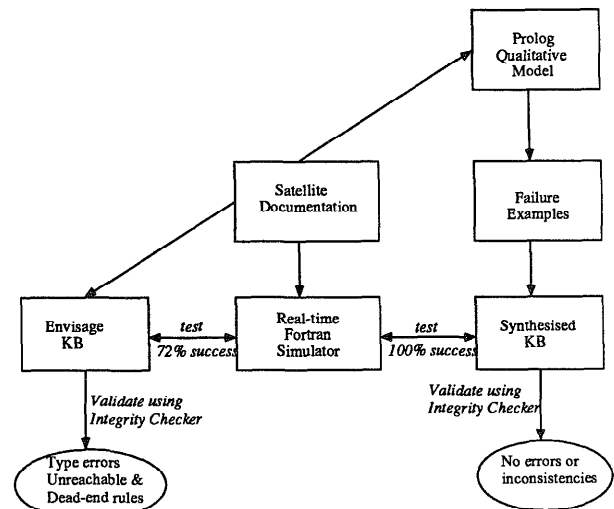 Prolog
Qualitative
Model
Satellite
Documentation
Failure
Examples
Envisage
KB
test
72% success
Real-time
Fortran
Simulator
test
100% success
Synthesised
KB
Validate using
Integrity Checker
Validate using
Integrity Checker
Type errors
Unreachable &
Dead-end rules
No errors or
inconsistencies